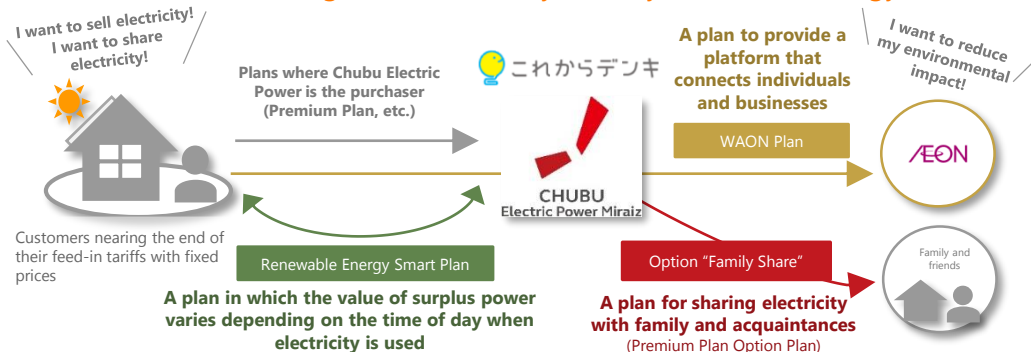 I want to sell electricity!
I want to share
electricity!
Plans where Chubu Electric
Power is the purchaser
(Premium Plan, etc.)
これからデンキ
A plan to provide a
platform that
connects individuals
and businesses
I want to reduce
my environmental
impact!
WAON Plan
ÆON
CHUBU
Electric Power Miraiz
Customers nearing the end of
their feed-in tariffs with fixed
prices
Renewable Energy Smart Plan
Option "Family Share"
Family and
friends
A plan in which the value of surplus power
varies depending on the time of day when
electricity is used
A plan for sharing electricity
with family and acquaintances
(Premium Plan Option Plan)